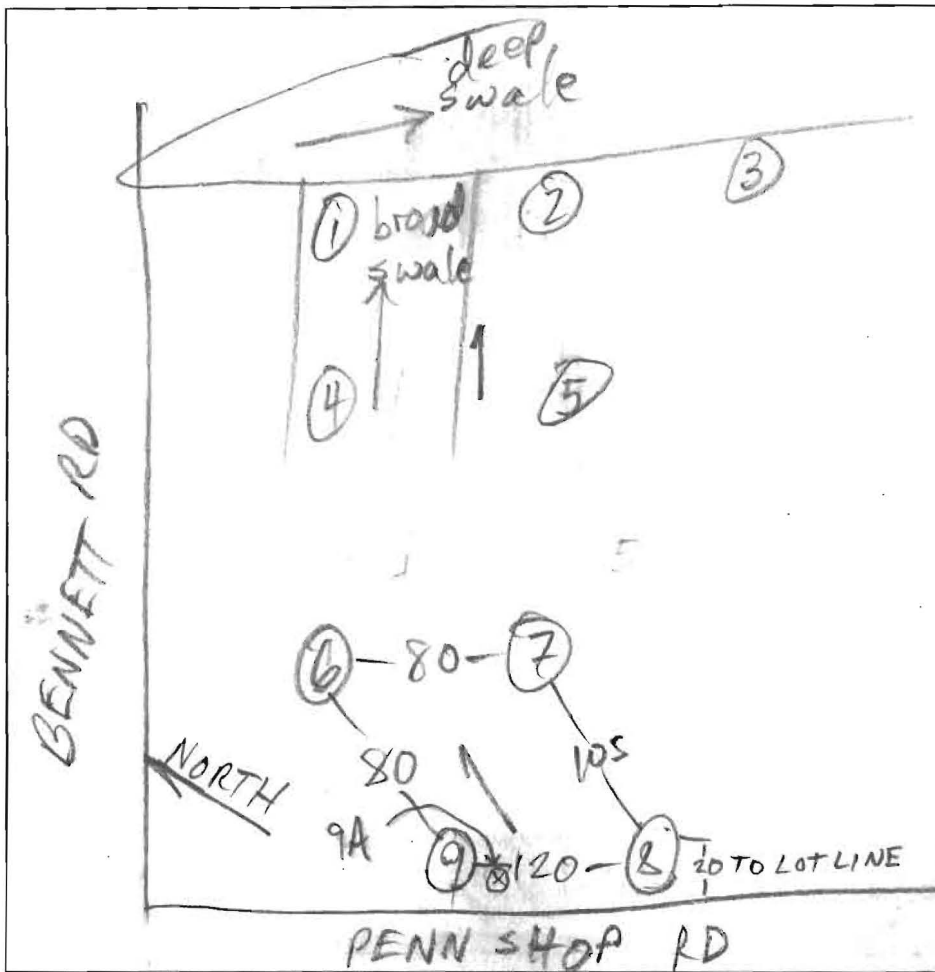 deep
swale
① broad
swale
②
③
④
⑤
BENNETT RD
⑥ 80 ⑦
80
105
NORTH
9A
⑨ 120 ⑧
20 TO LOT LINE
PENN SHOP RD